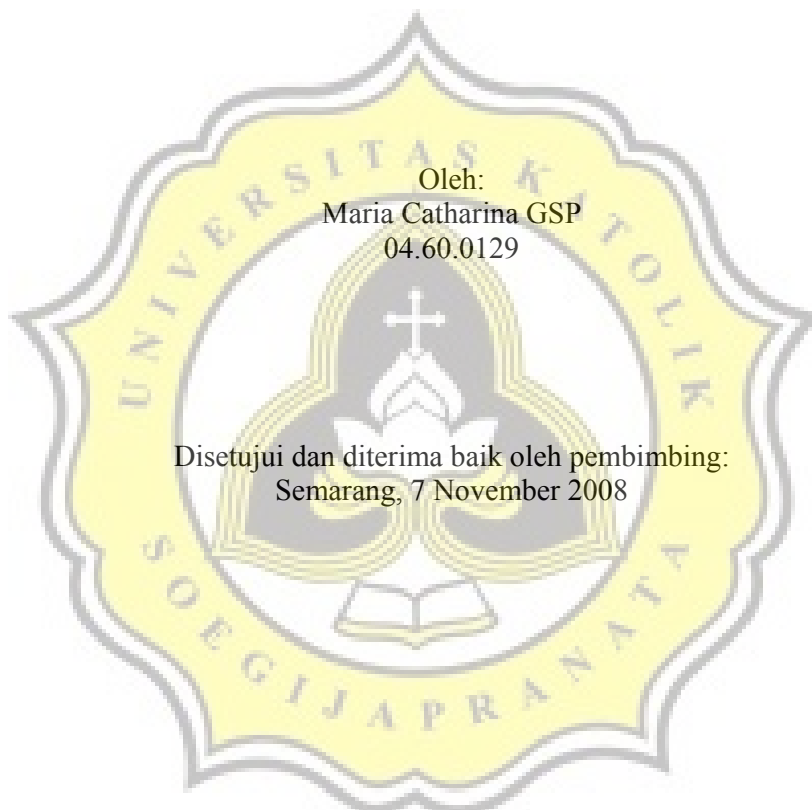 UNIVERSITAS KATOLIK
Oleh:
Maria Catharina GSP
04.60.0129
Disetujui dan diterima baik oleh pembimbing:
Semarang, 7 November 2008
SOEGIJAPRANATA